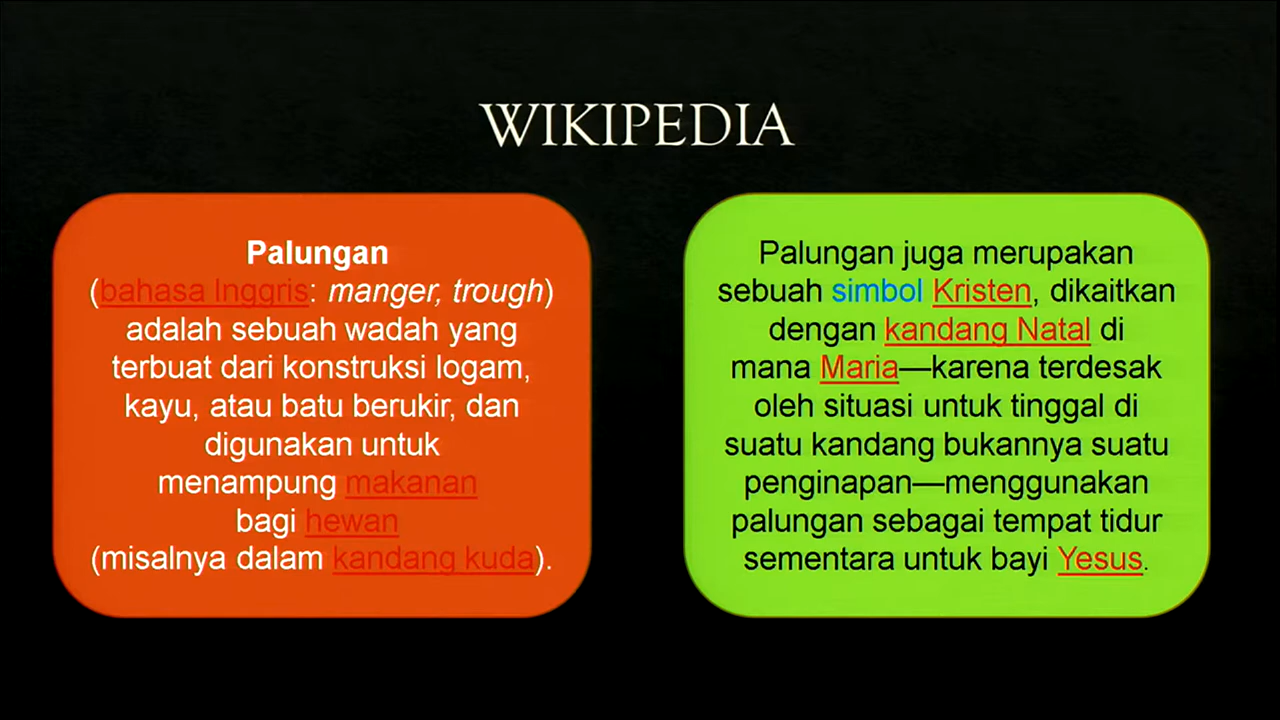 WIKIPEDIA
Palungan
(bahasa Inggris: manger, trough)
adalah sebuah wadah yang
terbuat dari konstruksi logam,
kayu, atau batu berukir, dan
digunakan untuk
menampung makanan
bagi hewan
(misalnya dalam kandang kuda).
Palungan juga merupakan
sebuah simbol Kristen, dikaitkan
dengan kandang Natal di
mana Maria—karena terdesak
oleh situasi untuk tinggal di
suatu kandang bukannya suatu
penginapan—menggunakan
palungan sebagai tempat tidur
sementara untuk bayi Yesus.